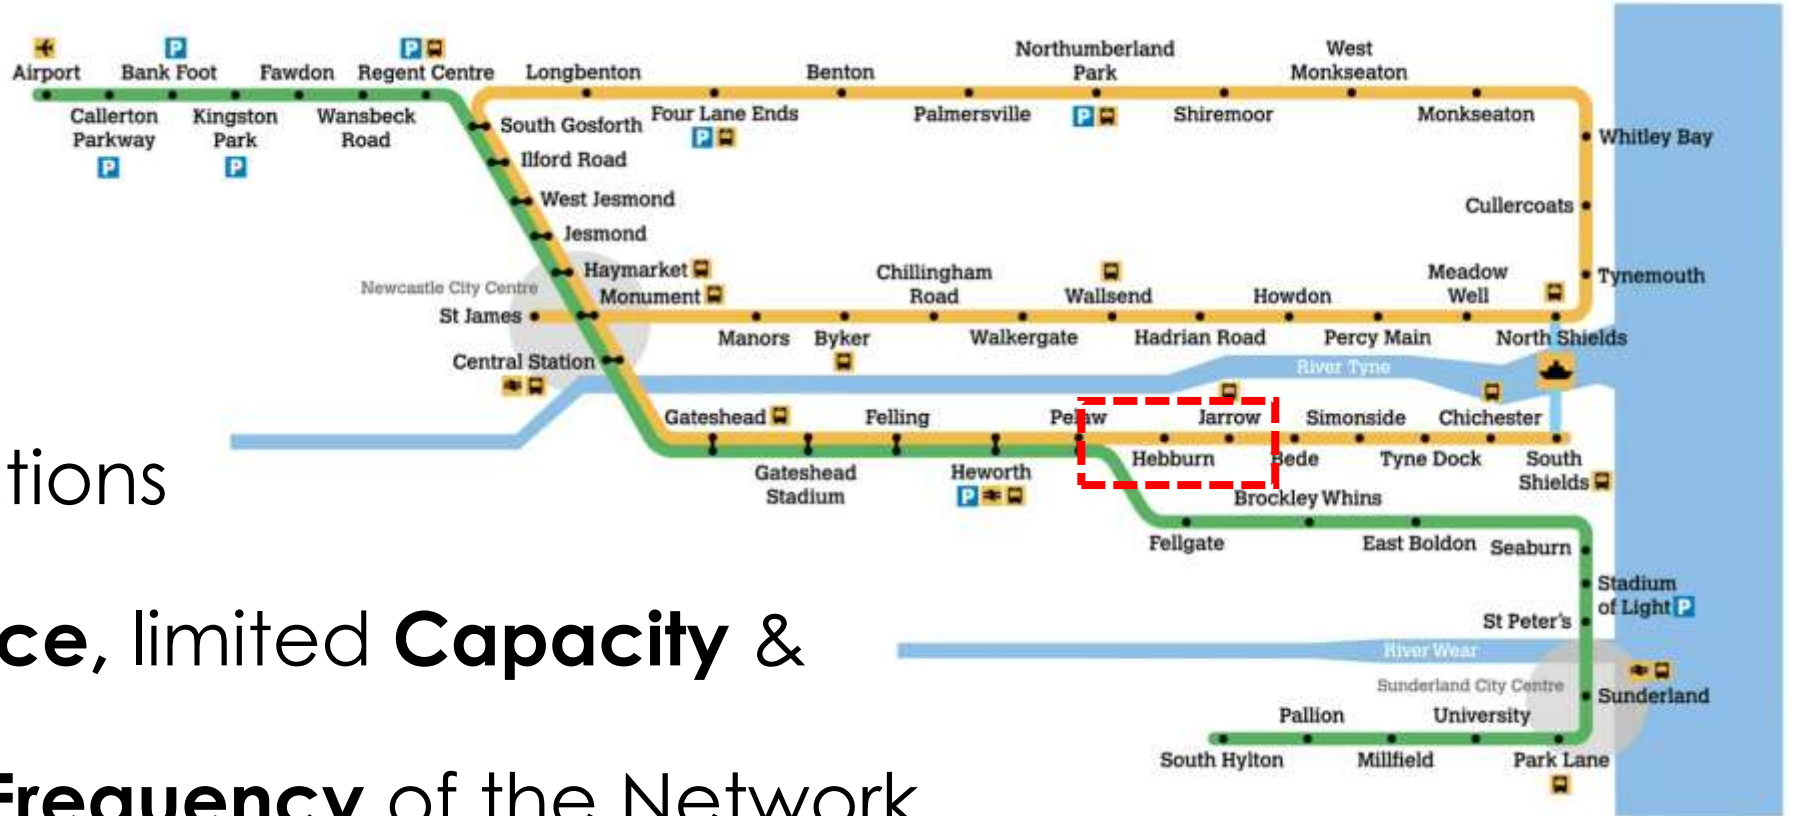 Airport
Bank Foot
Fawdon
Regent Centre
Callerton
Parkway
Kingston
Park
Wansbeck
Road
Longbenton
Four Lane Ends
Benton
Palmersville
Northumberland
Park
Shiremoor
West
Monkseaton
Monkseaton
Whitley Bay
Cullercoats
Tynemouth
South Gosforth
Ilford Road
West Jesmond
Jesmond
Haymarket
Newcastle City Centre
Monument
St James
Manors
Byker
Chillingham
Road
Walkergate
Wallsend
Hadrian Road
Howdon
Percy Main
Meadow
Well
North Shields
Central Station
River Tyne
Gateshead
Gateshead
Stadium
Felling
Heworth
Pelaw
Hebburn
Jarrow
Bede
Simonside
Tyne Dock
Chichester
South
Shields
Fellgate
Brockley Whins
East Boldon
Seaburn
Stadium
of Light
St Peter's
River Wear
Sunderland City Centre
Sunderland
Park Lane
University
Millfield
Pallion
South Hylton
P
P
P
P
P
P
P
P
tions
ce, limited Capacity &
Frequency of the Network